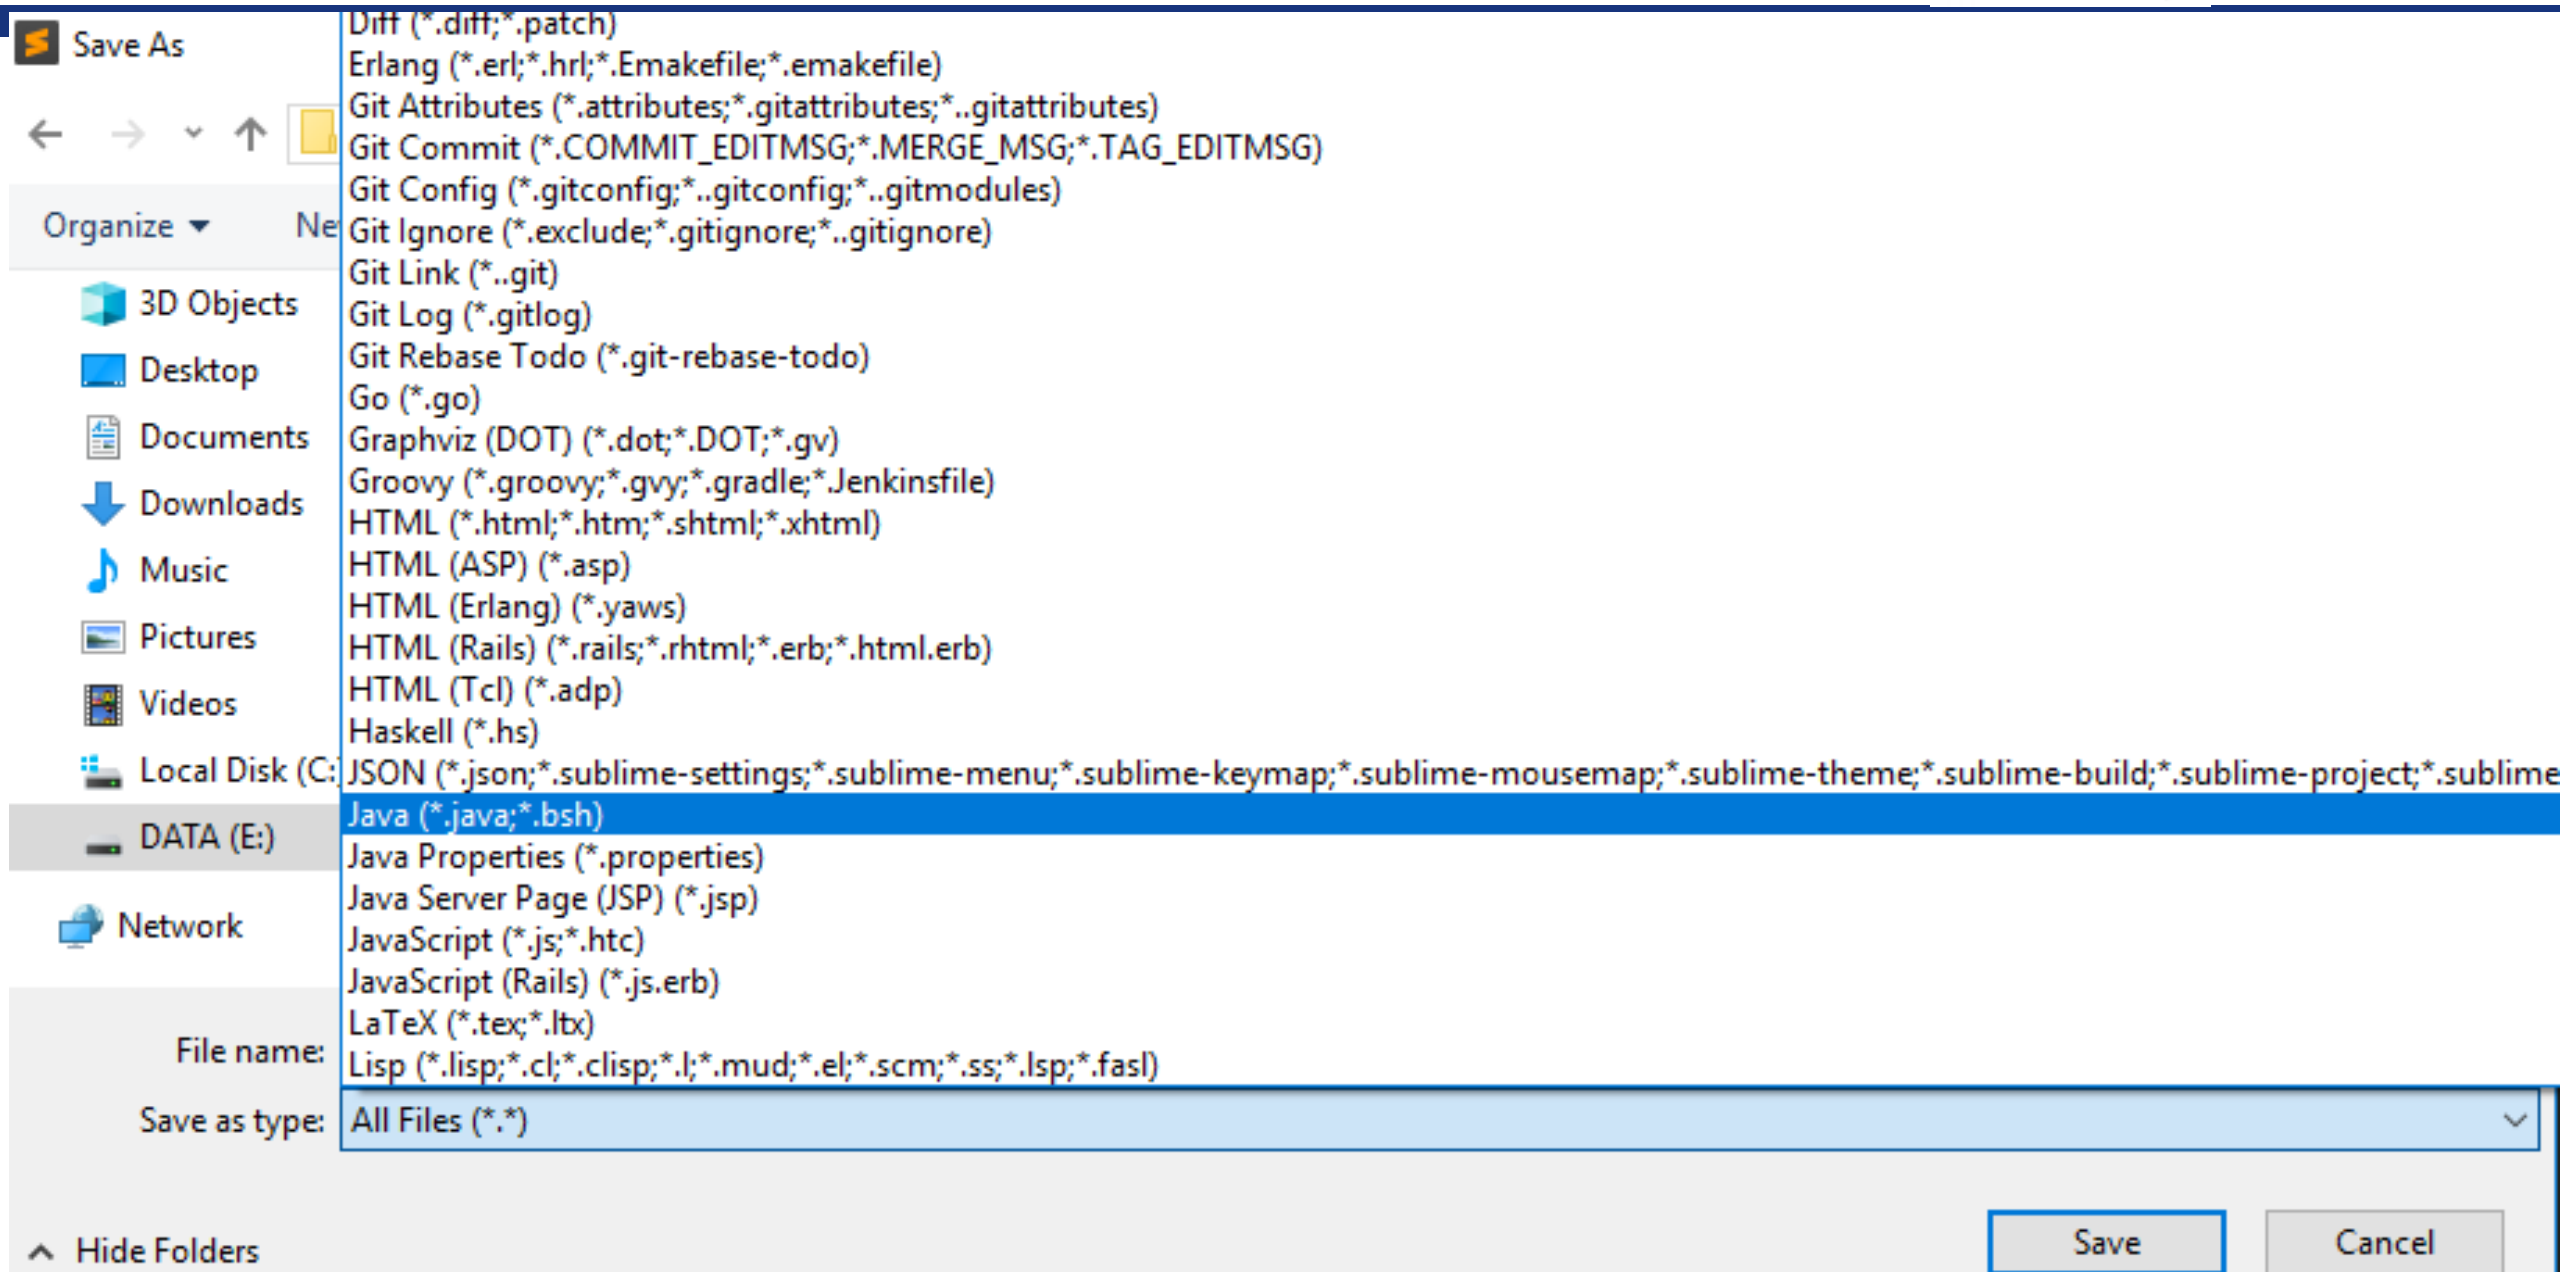 Save As
Organize
Ne
3D Objects
Desktop
Documents
Downloads
Music
Pictures
Videos
Local Disk (C:
DATA (E:)
Network
Diff (*.diff;*.patch)
Erlang (*.erl;*.hrl;*.Emakefile;*.emakefile)
Git Attributes (*.attributes;*.gitattributes;*..gitattributes)
Git Commit (*.COMMIT_EDITMSG;*.MERGE_MSG;*.TAG_EDITMSG)
Git Config (*.gitconfig;*..gitconfig;*..gitmodules)
Git Ignore (*.exclude;*.gitignore;*..gitignore)
Git Link (*..git)
Git Log (*.gitlog)
Git Rebase Todo (*.git-rebase-todo)
Go (*.go)
Graphviz (DOT) (*.dot;*.DOT;*.gv)
Groovy (*.groovy;*.gvy;*.gradle;*.Jenkinsfile)
HTML (*.html;*.htm;*.shtml;*.xhtml)
HTML (ASP) (*.asp)
HTML (Erlang) (*.yaws)
HTML (Rails) (*.rails;*.rhtml;*.erb;*.html.erb)
HTML (Tcl) (*.adp)
Haskell (*.hs)
JSON (*.json;*.sublime-settings;*.sublime-menu;*.sublime-keymap;*.sublime-mousemap;*.sublime-theme;*.sublime-build;*.sublime-project;*.sublime
Java (*.java;*.bsh)
Java Properties (*.properties)
Java Server Page (JSP) (*.jsp)
JavaScript (*.js;*.htc)
JavaScript (Rails) (*.js.erb)
LaTeX (*.tex;*.ltx)
Lisp (*.lisp;*.cl;*.clisp;*.l;*.mud;*.el;*.scm;*.ss;*.lsp;*.fasl)
File name:
Save as type: All Files (*.*)
Hide Folders
Save
Cancel